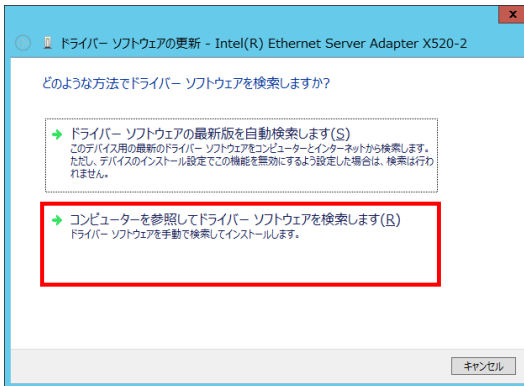 x
ドライバー ソフトウェアの更新 - Intel(R) Ethernet Server Adapter X520-2
どのような方法でドライバー ソフトウェアを検索しますか?
ドライバー ソフトウェアの最新版を自動検索します(S)
このデバイス用の最新のドライバー ソフトウェアをコンピューターとインターネットから検索します。
ただし、デバイスのインストール設定でこの機能を無効にするよう設定した場合は、検索は行わ
れません。
コンピューターを参照してドライバー ソフトウェアを検索します(R)
ドライバー ソフトウェアを手動で検索してインストールします。
キャンセル